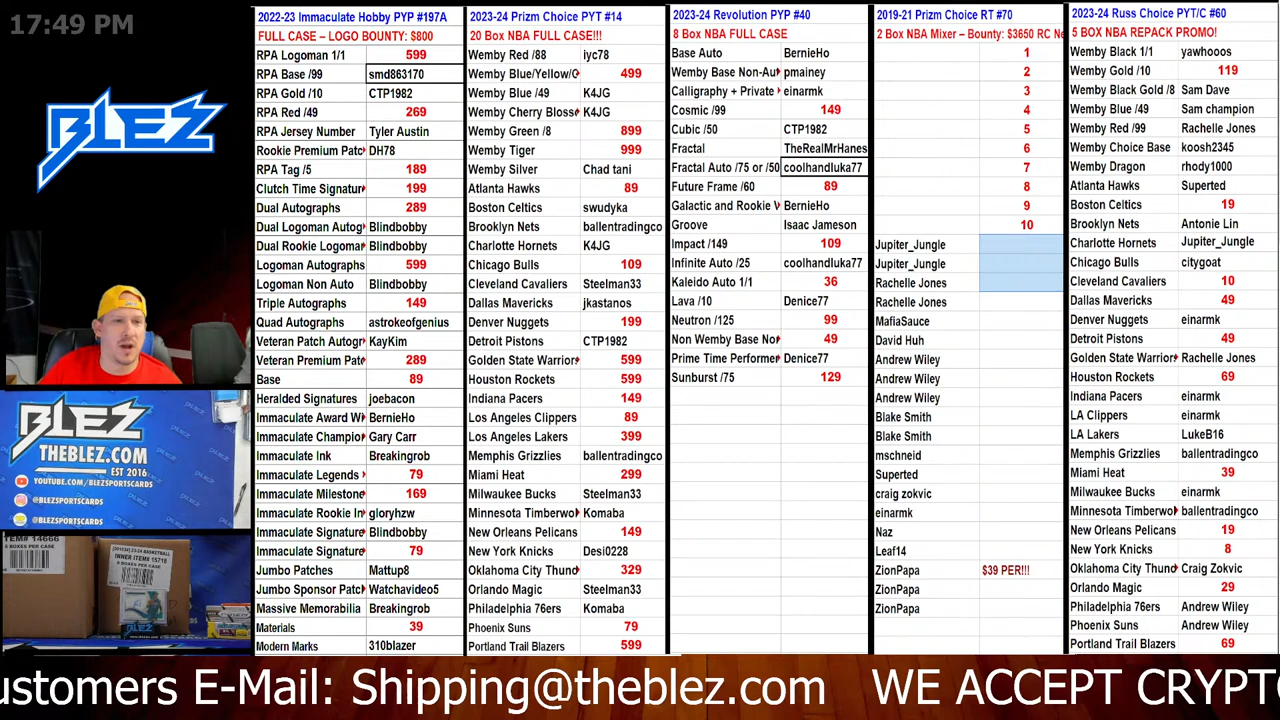 17:49 PM
BLEZ
BLEZ
THEBLEZ.COM
EST 2016
YOUTUBE.COM/BLEZSPORTSCARDS
@BLEZSPORTSCARDS
@BLEZSPORTSCARDS
ITEM# 14666
6 BOXES PER CASE
INNER ITEM# 15718
8 BOXES PER CASE
2022-23 Immaculate Hobby PYP #197A
FULL CASE – LOGO BOUNTY: $800
RPA Logoman 1/1 599
RPA Base /99 smd863170
RPA Gold /10 CTP1982
RPA Red /49 269
RPA Jersey Number Tyler Austin
Rookie Premium Patc DH78
RPA Tag /5 189
Clutch Time Signatur 199
Dual Autographs 289
Dual Logoman Autog Blindbobby
Dual Rookie Logomar Blindbobby
Logoman Autographs 599
Logoman Non Auto Blindbobby
Triple Autographs 149
Quad Autographs astrokeofgenius
Veteran Patch Autogr KayKim
Veteran Premium Pat 289
Base 89
Heralded Signatures joebacon
Immaculate Award W BernieHo
Immaculate Champio Gary Carr
Immaculate Ink Breakingrob
Immaculate Legends 79
Immaculate Milestone 169
Immaculate Rookie In gloryhzw
Immaculate Signature Blindbobby
Immaculate Signature 79
Jumbo Patches Mattup8
Jumbo Sponsor Patc Watchavideo5
Massive Memorabilia Breakingrob
Materials 39
Modern Marks 310blazer
2023-24 Prizm Choice PYT #14
20 Box NBA FULL CASE!!!
Wemby Red /88 iyc78
Wemby Blue/Yellow/G 499
Wemby Blue /49 K4JG
Wemby Cherry Blosso K4JG
Wemby Green /8 899
Wemby Tiger 999
Wemby Silver Chad tani
Atlanta Hawks 89
Boston Celtics swudyka
Brooklyn Nets ballentradingco
Charlotte Hornets K4JG
Chicago Bulls 109
Cleveland Cavaliers Steelman33
Dallas Mavericks jkastanos
Denver Nuggets 199
Detroit Pistons CTP1982
Golden State Warrior 599
Houston Rockets 599
Indiana Pacers 149
Los Angeles Clippers 89
Los Angeles Lakers 399
Memphis Grizzlies ballentradingco
Miami Heat 299
Milwaukee Bucks Steelman33
Minnesota Timberwo Komaba
New Orleans Pelicans 149
New York Knicks Desi0228
Oklahoma City Thund 329
Orlando Magic Steelman33
Philadelphia 76ers Komaba
Phoenix Suns 79
Portland Trail Blazers 599
2023-24 Revolution PYP #40
8 Box NBA FULL CASE
Base Auto BernieHo
Wemby Base Non-Au pmainey
Calligraphy + Private einarmk
Cosmic /99 149
Cubic /50 CTP1982
Fractal TheRealMrHanes
Fractal Auto /75 or /50 coolhandluka77
Future Frame /60 89
Galactic and Rookie V BernieHo
Groove Isaac Jameson
Impact /149 109
Infinite Auto /25 coolhandluka77
Kaleido Auto 1/1 36
Lava /10 Denice77
Neutron /125 99
Non Wemby Base No 49
Prime Time Performe Denice77
Sunburst /75 129
2019-21 Prizm Choice RT #70
2 Box NBA Mixer – Bounty: $3650 RC Ne
1
2
3
4
5
6
7
8
9
10
Jupiter_Jungle
Jupiter_Jungle
Rachelle Jones
Rachelle Jones
MafiaSauce
David Huh
Andrew Wiley
Andrew Wiley
Andrew Wiley
Blake Smith
Blake Smith
mschneid
Superted
craig zokvic
einarmk
Naz
Leaf14
ZionPapa $39 PER!!!
ZionPapa
ZionPapa
2023-24 Russ Choice PYT/C #60
5 BOX NBA REPACK PROMO!
Wemby Black 1/1 yawhooos
Wemby Gold /10 119
Wemby Black Gold /8 Sam Dave
Wemby Blue /49 Sam champion
Wemby Red /99 Rachelle Jones
Wemby Choice Base koosh2345
Wemby Dragon rhody1000
Atlanta Hawks Superted
Boston Celtics 19
Brooklyn Nets Antonie Lin
Charlotte Hornets Jupiter_Jungle
Chicago Bulls citygoat
Cleveland Cavaliers 10
Dallas Mavericks 49
Denver Nuggets einarmk
Detroit Pistons 49
Golden State Warrior Rachelle Jones
Houston Rockets 69
Indiana Pacers einarmk
LA Clippers einarmk
LA Lakers LukeB16
Memphis Grizzlies ballentradingco
Miami Heat 39
Milwaukee Bucks einarmk
Minnesota Timberwo ballentradingco
New Orleans Pelicans 19
New York Knicks 8
Oklahoma City Thund Craig Zokvic
Orlando Magic 29
Philadelphia 76ers Andrew Wiley
Phoenix Suns Andrew Wiley
Portland Trail Blazers 69
ustomers E-Mail: Shipping@theblez.com WE ACCEPT CRYPT